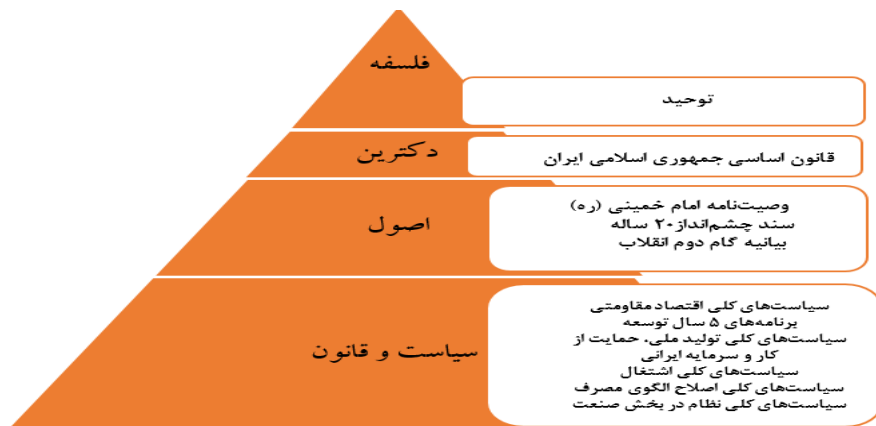 فلسفه
توحید
دکترین
قانون اساسی جمهوری اسلامی ایران
اصول
وصیت‌نامه امام خمینی (ره)
سند چشم‌انداز۲۰ ساله
بیانیه گام دوم انقلاب
سیاست و قانون
سیاست‌های کلی اقتصاد مقاومتی
برنامه‌های ۵ سال توسعه
سیاست‌های کلی تولید ملی، حمایت از
کار و سرمایه ایرانی
سیاست‌های کلی اشتغال
سیاست‌های کلی اصلاح الگوی مصرف
سیاست‌های کلی نظام در بخش صنعت